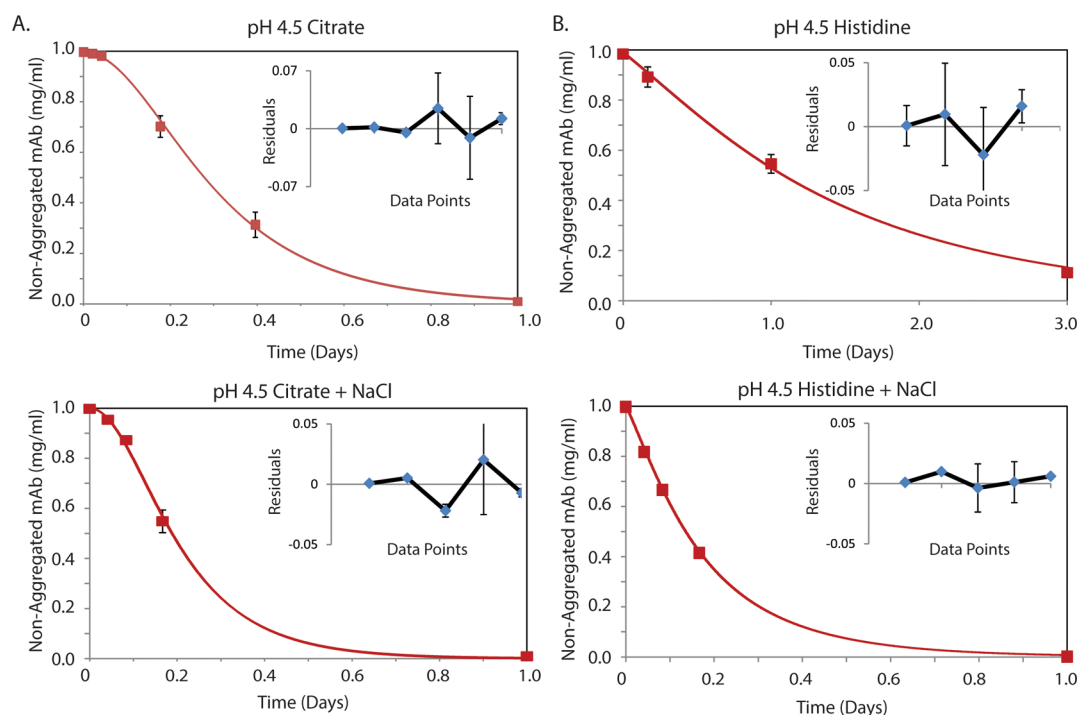 A.
pH 4.5 Citrate
Non-Aggregated mAb (mg/ml)
1.0
0.8
0.6
0.4
0.2
0.0
0
0.2
0.4
0.6
0.8
1.0
Time (Days)
Residuals
0.07
0
-0.07
Data Points
B.
pH 4.5 Histidine
Non-Aggregated mAb (mg/ml)
1.0
0.8
0.6
0.4
0.2
0.0
0
1.0
2.0
3.0
Time (Days)
Residuals
0.05
0
-0.05
Data Points
pH 4.5 Citrate + NaCl
Non-Aggregated mAb (mg/ml)
1.0
0.8
0.6
0.4
0.2
0.0
0
0.2
0.4
0.6
0.8
1.0
Time (Days)
Residuals
0.05
0
-0.05
Data Points
pH 4.5 Histidine + NaCl
Non-Aggregated mAb (mg/ml)
1.0
0.8
0.6
0.4
0.2
0.0
0
0.2
0.4
0.6
0.8
1.0
Time (Days)
Residuals
0.05
0
-0.05
Data Points